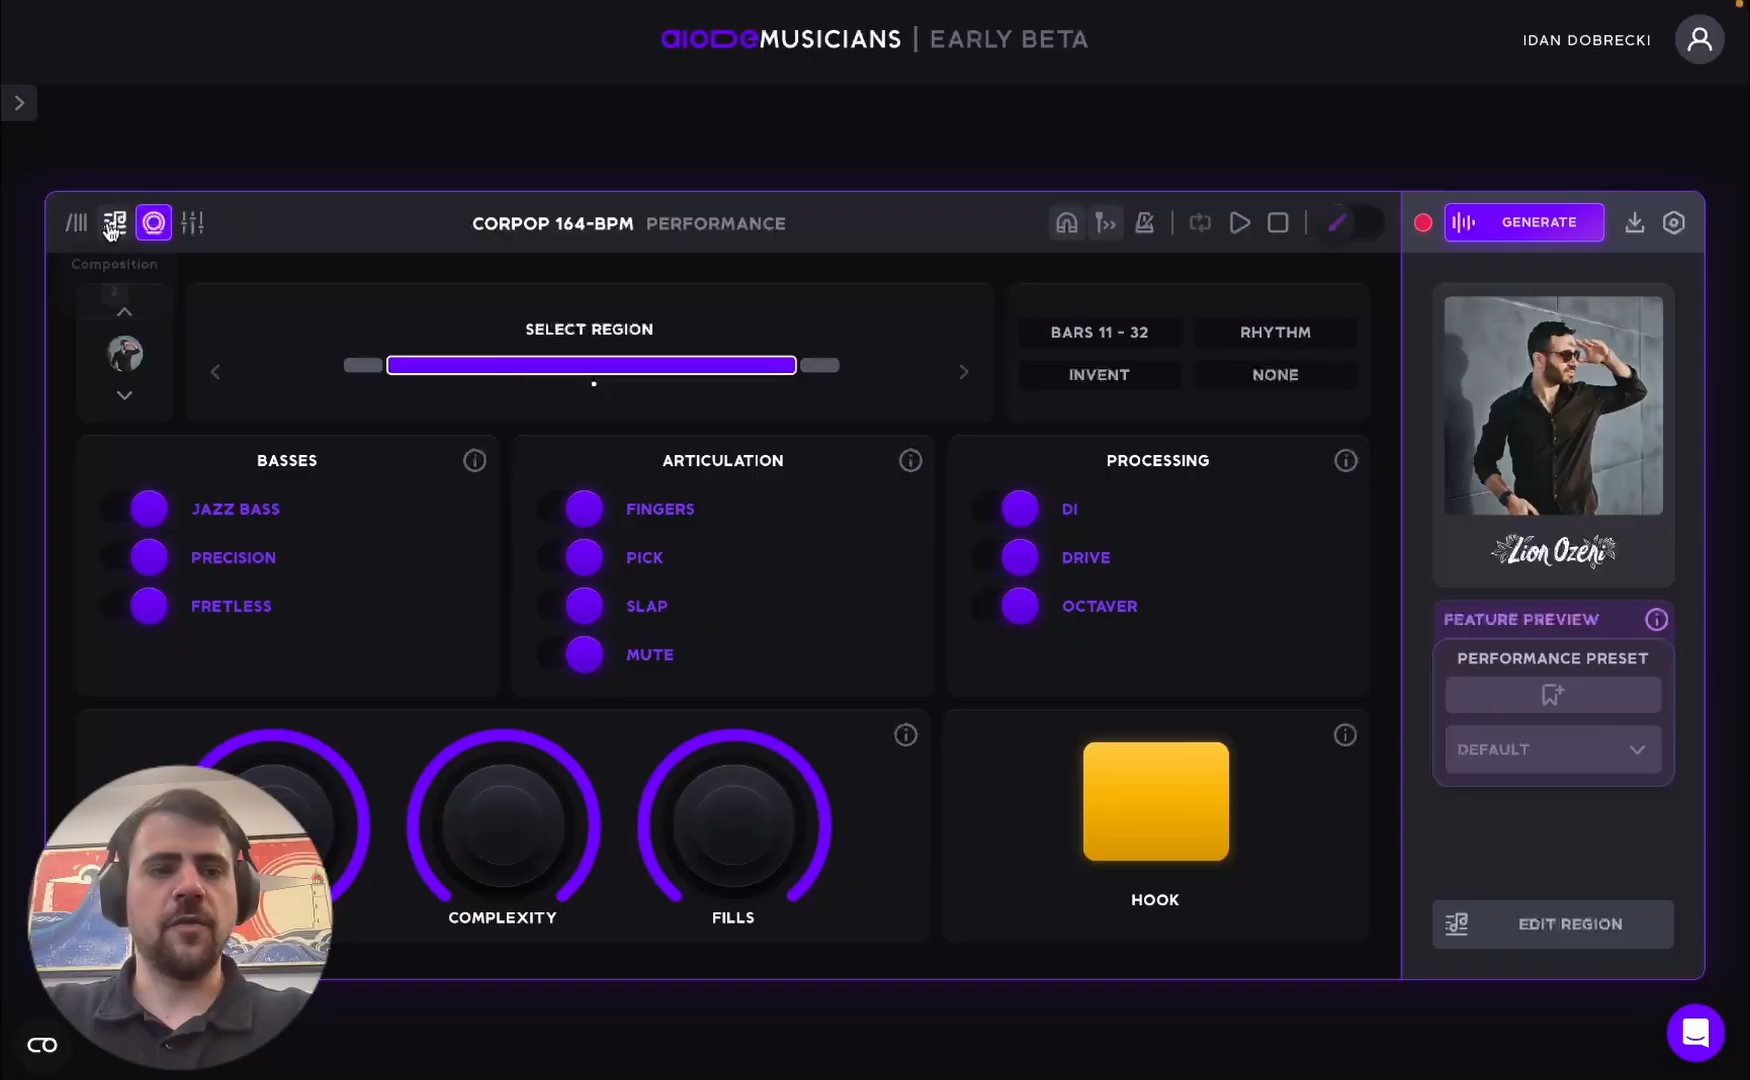 aiode MUSICIANS | EARLY BETA
IDAN DOBRECKI
CORPOP 164-BPM PERFORMANCE
GENERATE
Composition
2
SELECT REGION
BARS 11 - 32
RHYTHM
INVENT
NONE
BASSES
JAZZ BASS
PRECISION
FRETLESS
ARTICULATION
FINGERS
PICK
SLAP
MUTE
PROCESSING
DI
DRIVE
OCTAVER
COMPLEXITY
FILLS
HOOK
Lion Ozeri
FEATURE PREVIEW
PERFORMANCE PRESET
DEFAULT
EDIT REGION